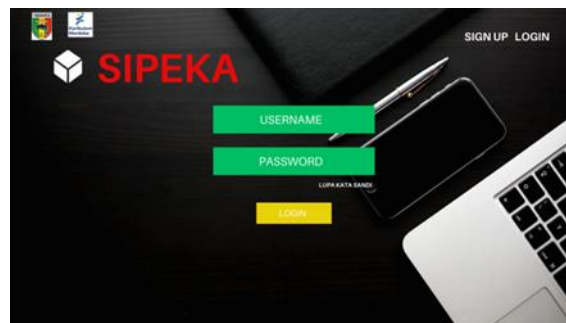 SIGN UP LOGIN
SIPEKA
USERNAME
PASSWORD
LUPA KATA SANDI
LOGIN